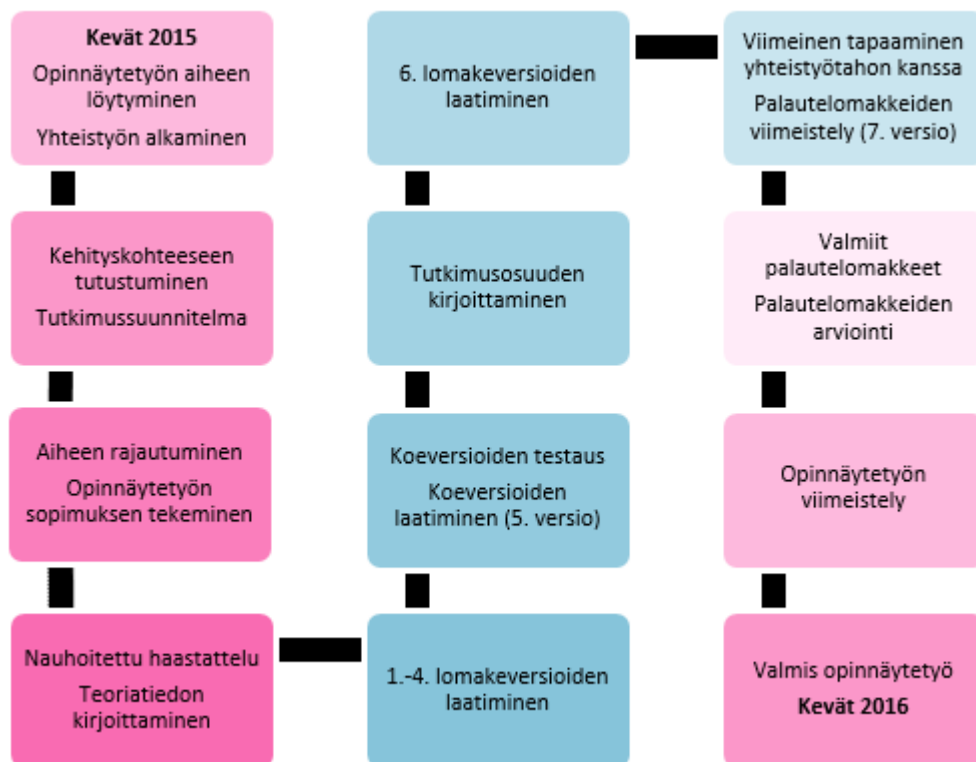 Kevät 2015
Opinnäytetyön aiheen
löytyminen
Yhteistyön alkaminen
Kehityskohteeseen
tutustuminen
Tutkimussuunnitelma
Aiheen rajautuminen
Opinnäytetyön
sopimuksen tekeminen
Nauhoitettu haastattelu
Teoriatiedon
kirjoittaminen
1.-4. lomakeversioiden
laatiminen
Koeversioiden testaus
Koeversioiden
laatiminen (5. versio)
Tutkimusosuuden
kirjoittaminen
6. lomakeversioiden
laatiminen
Viimeinen tapaaminen
yhteistyötahon kanssa
Palautelomakkeiden
viimeistely (7. versio)
Valmiit
palautelomakkeet
Palautelomakkeiden
arviointi
Opinnäytetyön
viimeistely
Valmis opinnäytetyö
Kevät 2016